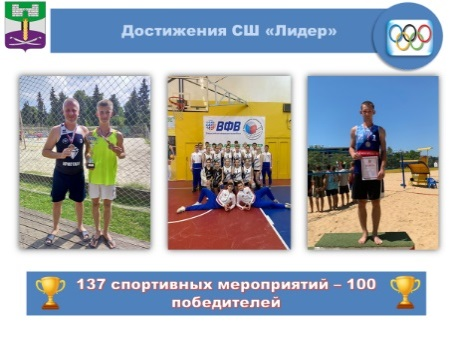 Достижения СШ «Лидер»
ВФВ
137 спортивных мероприятий – 100
победителей